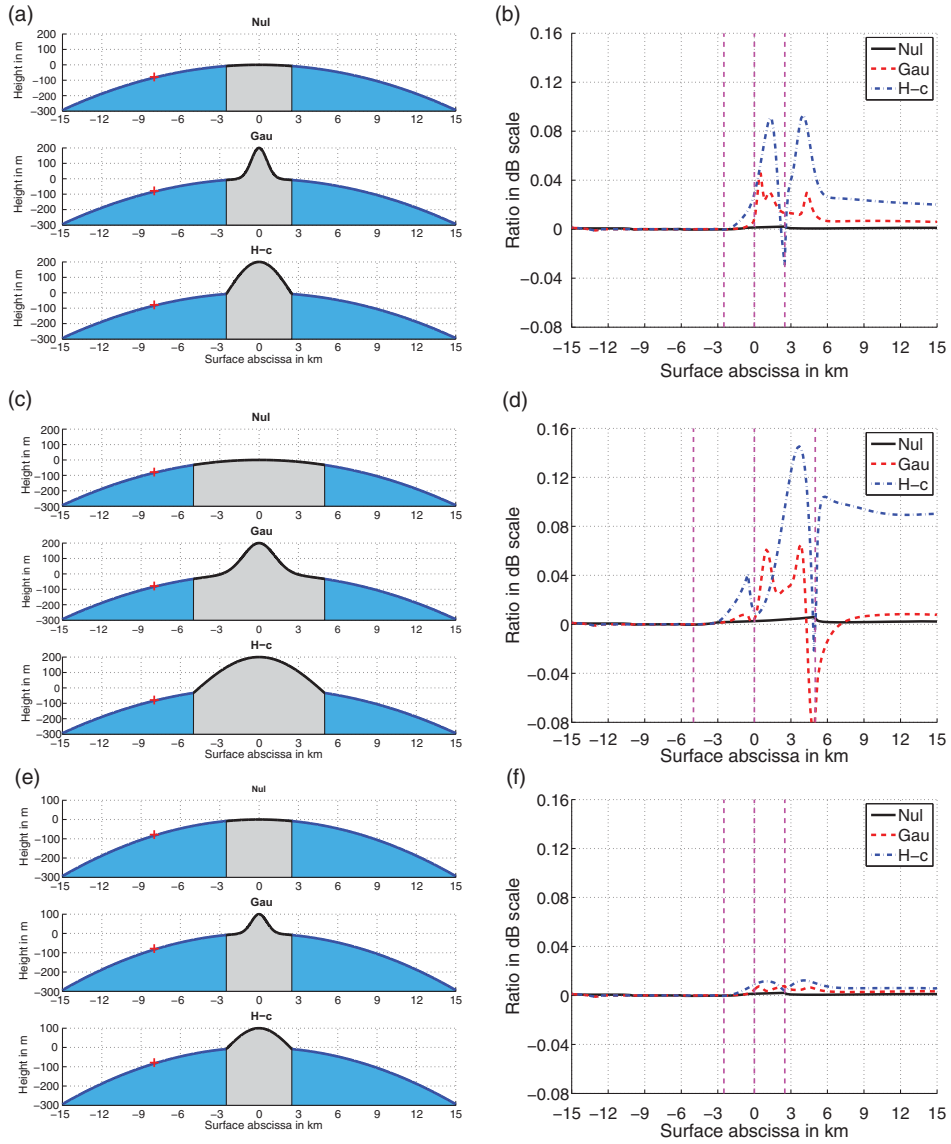 (a)
Nul
Height in m
200
100
0
−100
−200
−300
−15 −12 −9 −6 −3 0 3 6 9 12 15
Gau
Height in m
200
100
0
−100
−200
−300
−15 −12 −9 −6 −3 0 3 6 9 12 15
H−c
Height in m
200
100
0
−100
−200
−300
−15 −12 −9 −6 −3 0 3 6 9 12 15
Surface abscissa in km
(b)
Ratio in dB scale
0.16
0.12
0.08
0.04
0
−0.04
−0.08
−15 −12 −9 −6 −3 0 3 6 9 12 15
Surface abscissa in km
Nul
Gau
H−c
(c)
Nul
Height in m
200
100
0
−100
−200
−300
−15 −12 −9 −6 −3 0 3 6 9 12 15
Gau
Height in m
200
100
0
−100
−200
−300
−15 −12 −9 −6 −3 0 3 6 9 12 15
H−c
Height in m
200
100
0
−100
−200
−300
−15 −12 −9 −6 −3 0 3 6 9 12 15
Surface abscissa in km
(d)
Ratio in dB scale
0.16
0.12
0.08
0.04
0
−0.04
−0.08
−15 −12 −9 −6 −3 0 3 6 9 12 15
Surface abscissa in km
Nul
Gau
H−c
(e)
Nul
Height in m
100
0
−100
−200
−300
−15 −12 −9 −6 −3 0 3 6 9 12 15
Gau
Height in m
100
0
−100
−200
−300
−15 −12 −9 −6 −3 0 3 6 9 12 15
H−c
Height in m
100
0
−100
−200
−300
−15 −12 −9 −6 −3 0 3 6 9 12 15
Surface abscissa in km
(f)
Ratio in dB scale
0.16
0.12
0.08
0.04
0
−0.04
−0.08
−15 −12 −9 −6 −3 0 3 6 9 12 15
Surface abscissa in km
Nul
Gau
H−c